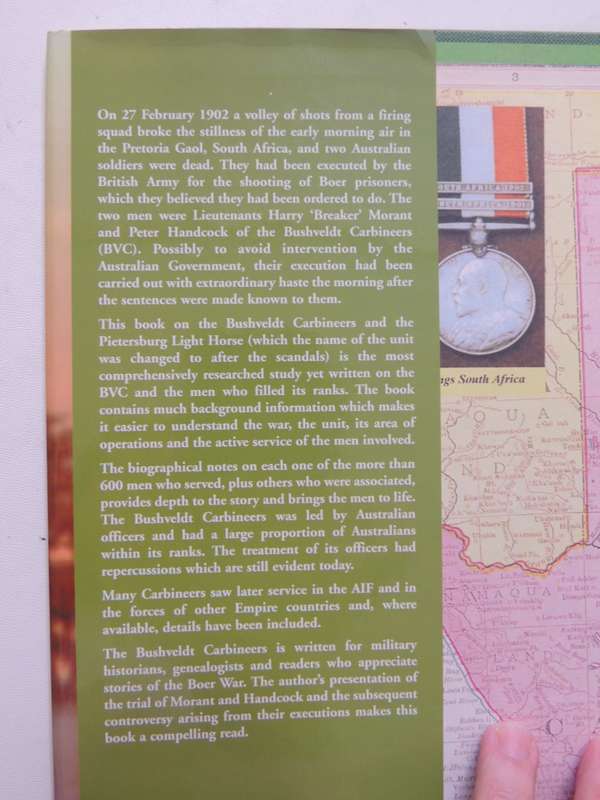 On 27 February 1902 a volley of shots from a firing
squad broke the stillness of the early morning air in
the Pretoria Gaol, South Africa, and two Australian
soldiers were dead. They had been executed by the
British Army for the shooting of Boer prisoners,
which they believed they had been ordered to do. The
two men were Lieutenants Harry ‘Breaker’ Morant
and Peter Handcock of the Bushveldt Carbineers
(BVC). Possibly to avoid intervention by the
Australian Government, their execution had been
carried out with extraordinary haste the morning after
the sentences were made known to them.
This book on the Bushveldt Carbineers and the
Pietersburg Light Horse (which the name of the unit
was changed to after the scandals) is the most
comprehensively researched study yet written on the
BVC and the men who filled its ranks. The book
contains much background information which makes
it easier to understand the war, the unit, its area of
operations and the active service of the men involved.
The biographical notes on each one of the more than
600 men who served, plus others who were associated,
provides depth to the story and brings the men to life.
The Bushveldt Carbineers was led by Australian
officers and had a large proportion of Australians
within its ranks. The treatment of its officers had
repercussions which are still evident today.
Many Carbineers saw later service in the AIF and in
the forces of other Empire countries and, where
available, details have been included.
The Bushveldt Carbineers is written for military
historians, genealogists and readers who appreciate
stories of the Boer War. The author’s presentation of
the trial of Morant and Handcock and the subsequent
controversy arising from their executions makes this
book a compelling read.
3
ngs South Africa
AQUA
ND
NAMAQUA